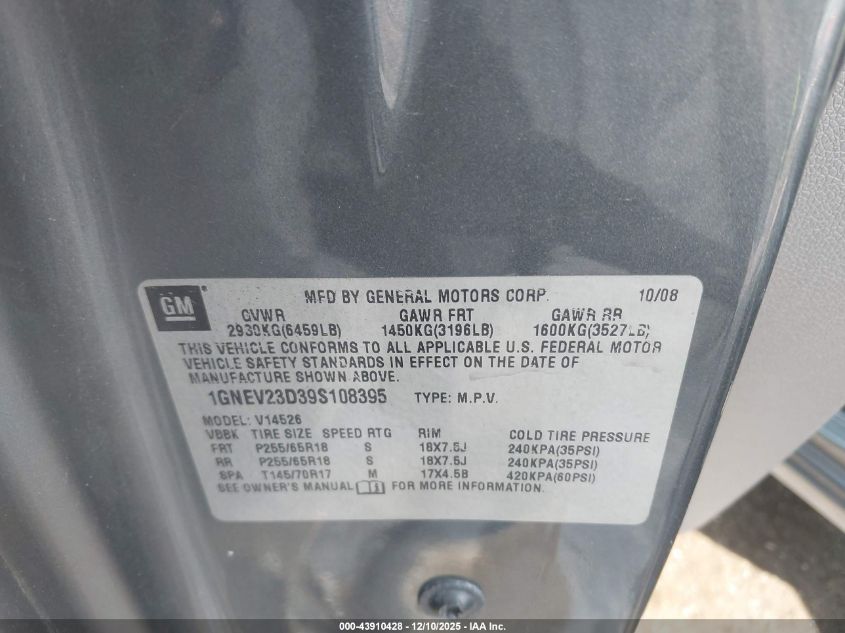 GM MFD BY GENERAL MOTORS CORP. 10/08
GVWR GAWR FRT GAWR RR
2930KG(6459LB) 1450KG(3196LB) 1600KG(3527LB)
THIS VEHICLE CONFORMS TO ALL APPLICABLE U.S. FEDERAL MOTOR
VEHICLE SAFETY STANDARDS IN EFFECT ON THE DATE OF
MANUFACTURE SHOWN ABOVE.
1GNEV23D39S108395 TYPE: M.P.V.
MODEL: V14526
VBBK TIRE SIZE SPEED RTG RIM COLD TIRE PRESSURE
FRT P255/65R18 S 18X7.5J 240KPA(35PSI)
RR P255/65R18 S 18X7.5J 240KPA(35PSI)
SPA T145/70R17 M 17X4.5B 420KPA(60PSI)
SEE OWNER'S MANUAL FOR MORE INFORMATION.
000-43910428 - 12/10/2025 - IAA Inc.